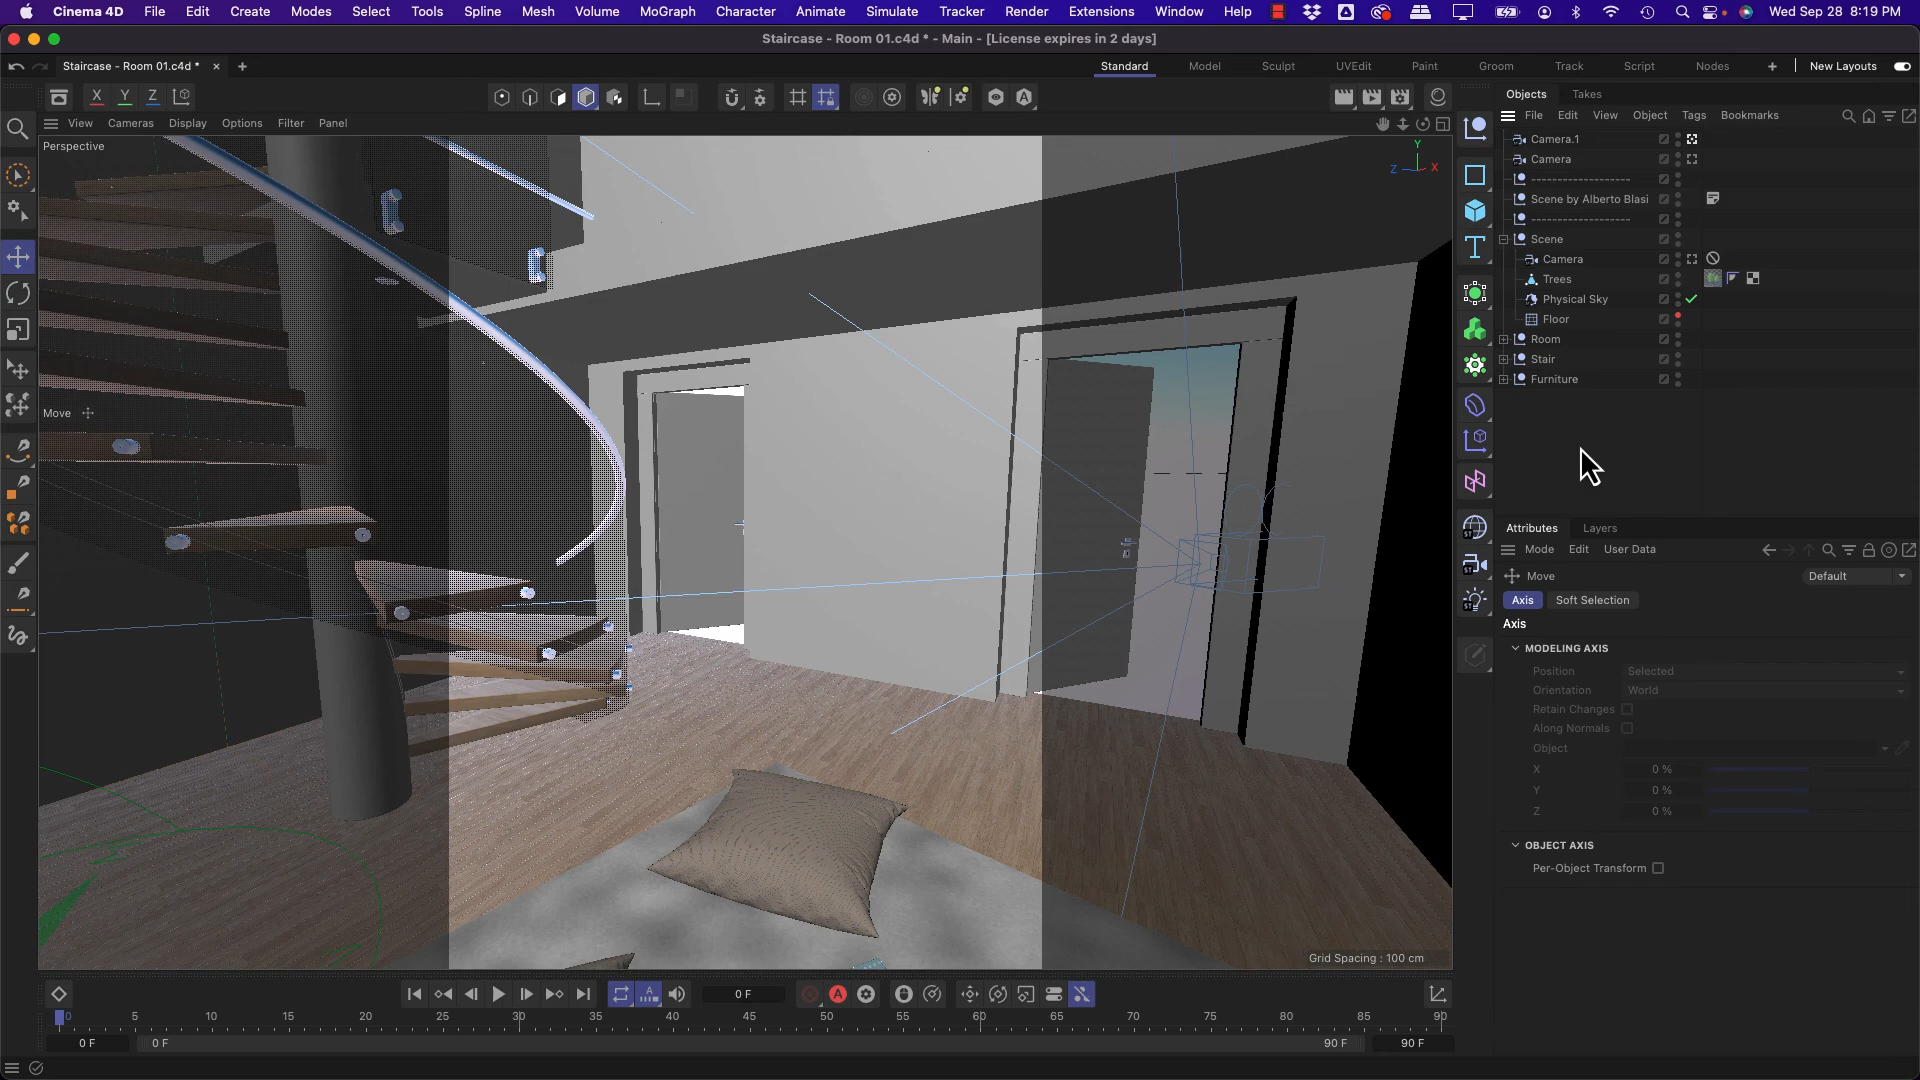 Cinema 4D File Edit Create Modes Select Tools Spline Mesh Volume MoGraph Character Animate Simulate Tracker Render Extensions Window Help Wed Sep 28 8:19 PM
Staircase - Room 01.c4d * - Main - [License expires in 2 days]
Staircase - Room 01.c4d * × + Standard Model Sculpt UVEdit Paint Groom Track Script Nodes + New Layouts
X Y Z
Objects Takes
View Cameras Display Options Filter Panel
File Edit View Object Tags Bookmarks
Perspective
Y
Z X
Camera.1
Camera
--------------------
Scene by Alberto Blasi
--------------------
Scene
Camera
Trees
Physical Sky
Floor
Room
Stair
Furniture
Move
Attributes Layers
Mode Edit User Data
Move Default
Axis Soft Selection
Axis
MODELING AXIS
Position Selected
Orientation World
Retain Changes
Along Normals
Object
X 0 %
Y 0 %
Z 0 %
OBJECT AXIS
Per-Object Transform
Grid Spacing : 100 cm
0 F
0 5 10 15 20 25 30 35 40 45 50 55 60 65 70 75 80 85 90
0 F 0 F 90 F 90 F